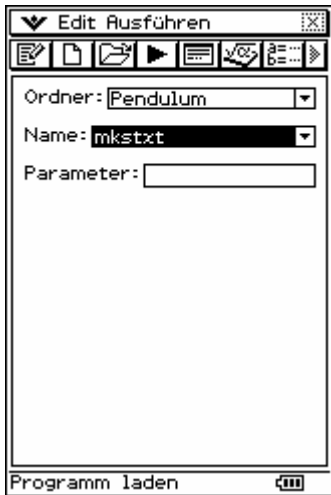 Edit Ausführen
Ordner: Pendulum
Name: mkstxt
Parameter:
Programm laden